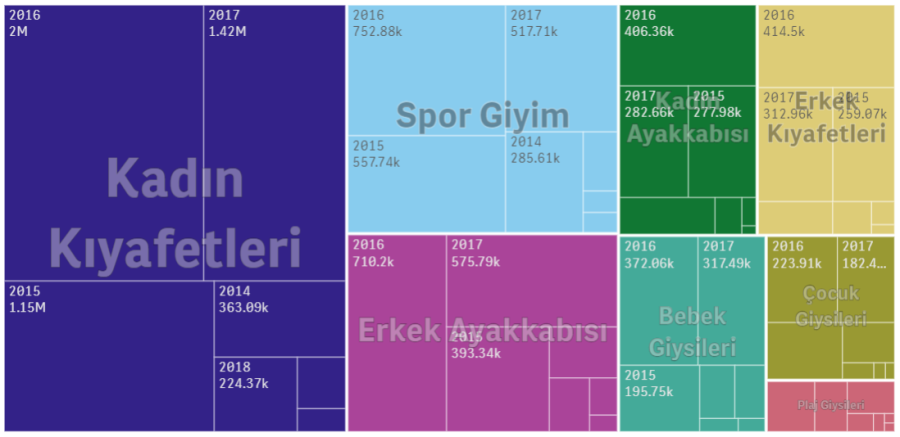 2016
2M
2017
1.42M
Kadın
Kıyafetleri
2015
1.15M
2014
363.09k
2018
224.37k
2016
752.88k
2017
517.71k
Spor Giyim
2015
557.74k
2014
285.61k
2016
710.2k
2017
575.79k
Erkek Ayakkabısı
2015
393.34k
2016
406.36k
2017
282.66k
2015
277.98k
Kadın
Ayakkabısı
2016
414.5k
2017
312.96k
2015
259.07k
Erkek
Kıyafetleri
2016
372.06k
2017
317.49k
Bebek
Giysileri
2015
195.75k
2016
223.91k
2017
182.4...
Çocuk
Giysileri
Plaj Giysileri